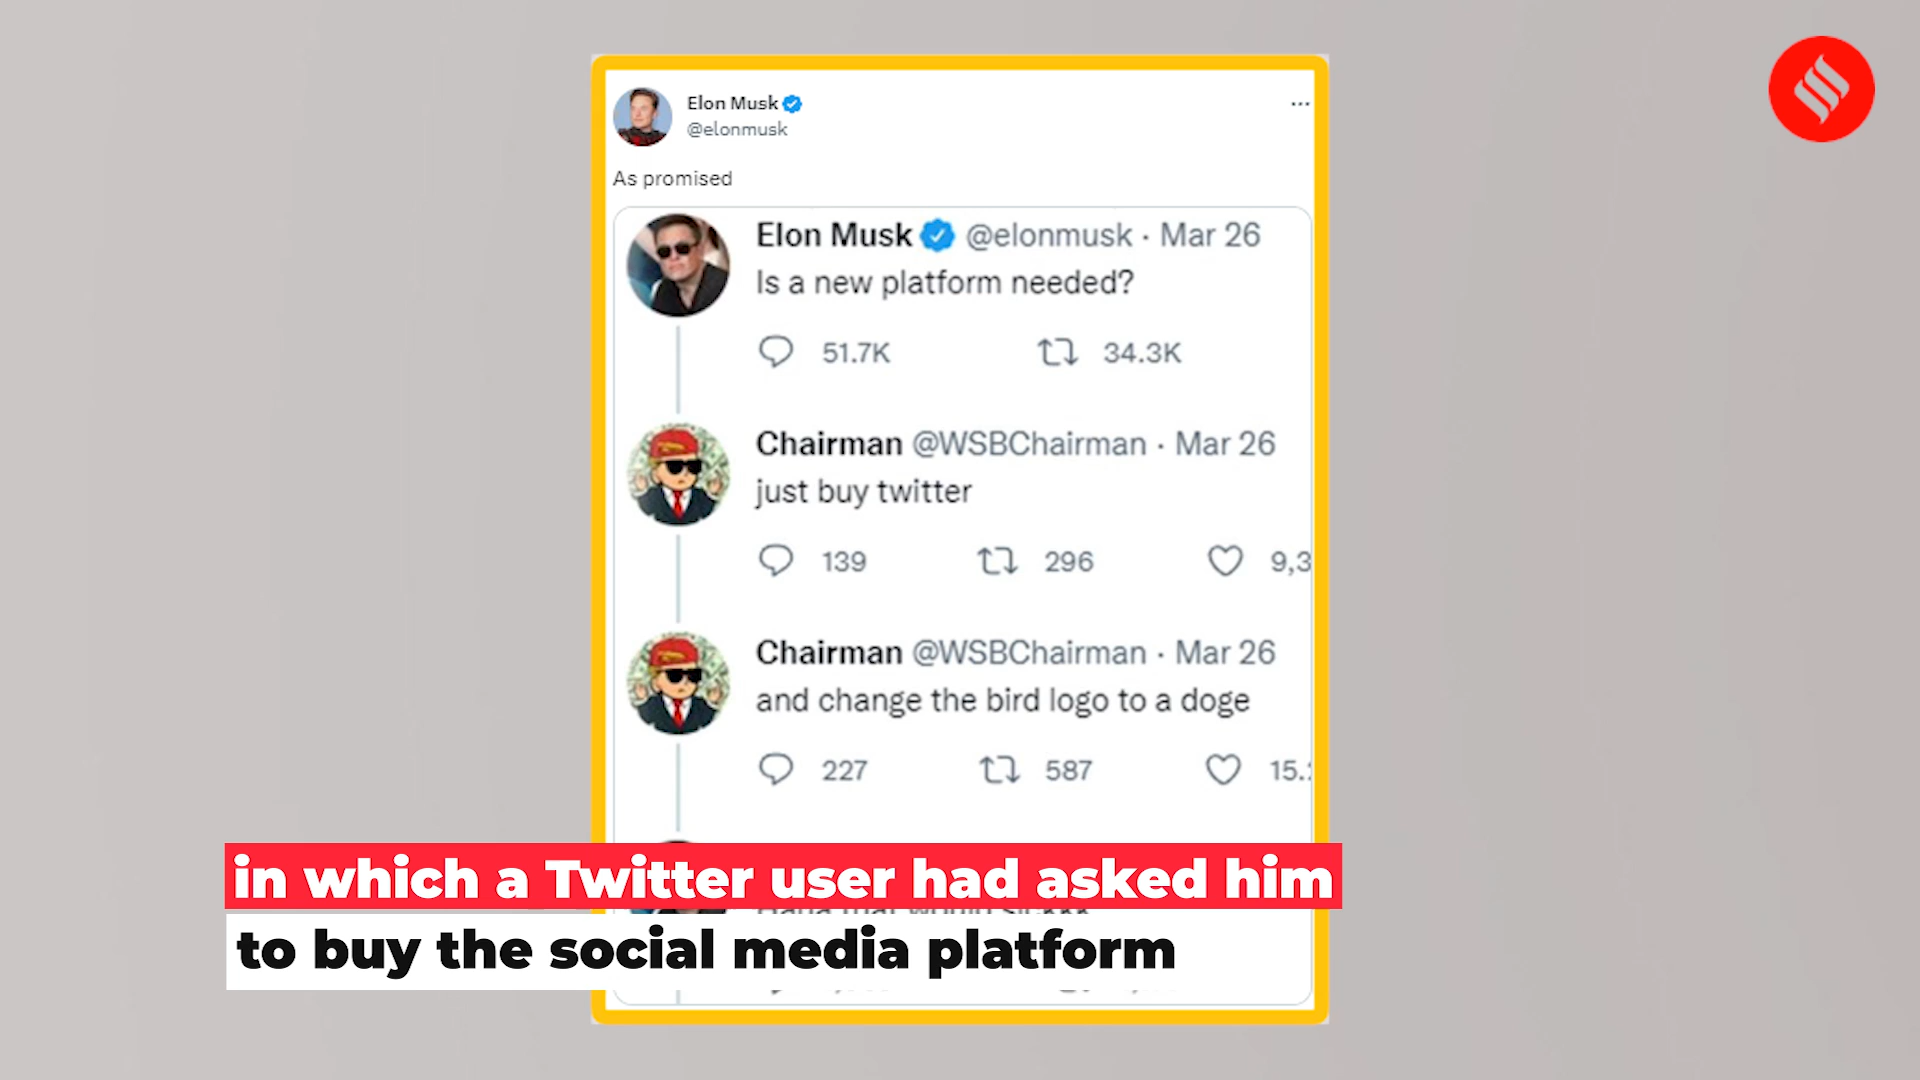 Elon Musk
@elonmusk
As promised
Elon Musk @elonmusk · Mar 26
Is a new platform needed?
51.7K 34.3K
Chairman @WSBChairman · Mar 26
just buy twitter
139 296 9,3
Chairman @WSBChairman · Mar 26
and change the bird logo to a doge
227 587 15.
in which a Twitter user had asked him
to buy the social media platform